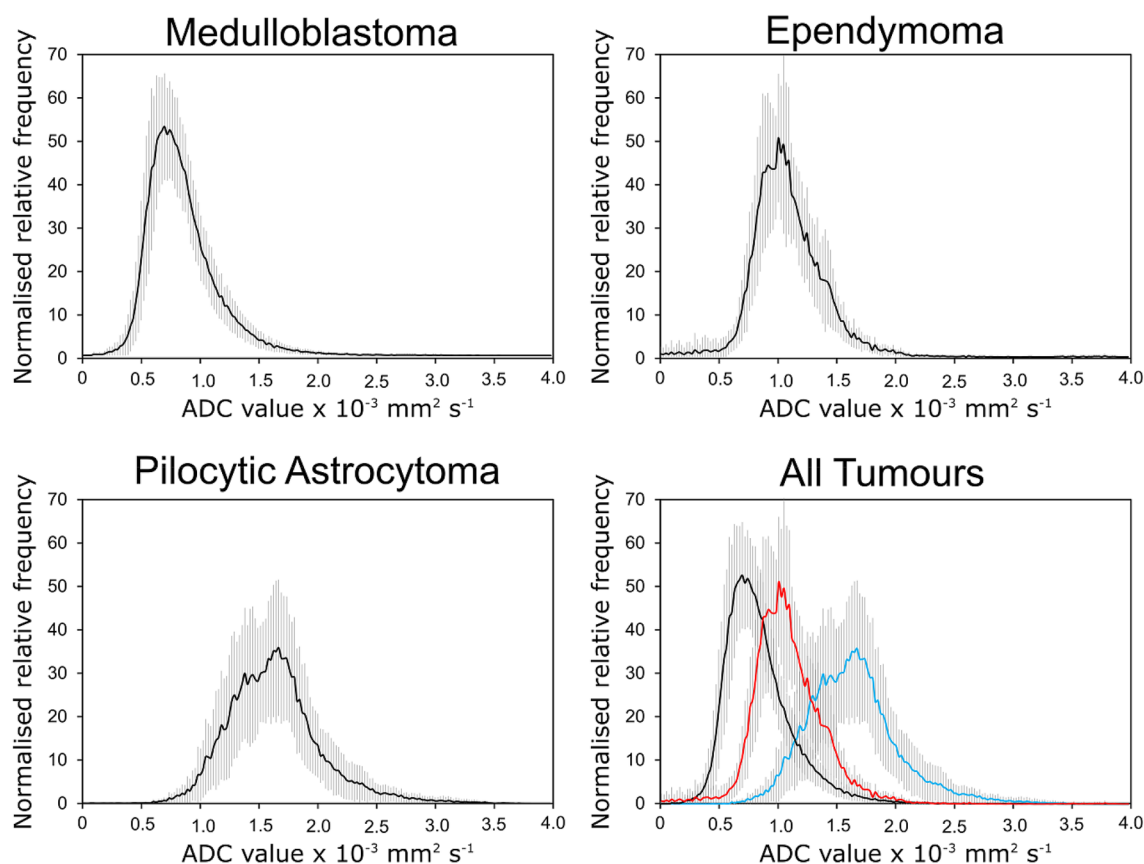 Medulloblastoma
Normalised relative frequency
70
60
50
40
30
20
10
0
0 0.5 1.0 1.5 2.0 2.5 3.0 3.5 4.0
ADC value x 10⁻³ mm² s⁻¹
Ependymoma
Normalised relative frequency
70
60
50
40
30
20
10
0
0 0.5 1.0 1.5 2.0 2.5 3.0 3.5 4.0
ADC value x 10⁻³ mm² s⁻¹
Pilocytic Astrocytoma
Normalised relative frequency
70
60
50
40
30
20
10
0
0 0.5 1.0 1.5 2.0 2.5 3.0 3.5 4.0
ADC value x 10⁻³ mm² s⁻¹
All Tumours
Normalised relative frequency
70
60
50
40
30
20
10
0
0 0.5 1.0 1.5 2.0 2.5 3.0 3.5 4.0
ADC value x 10⁻³ mm² s⁻¹